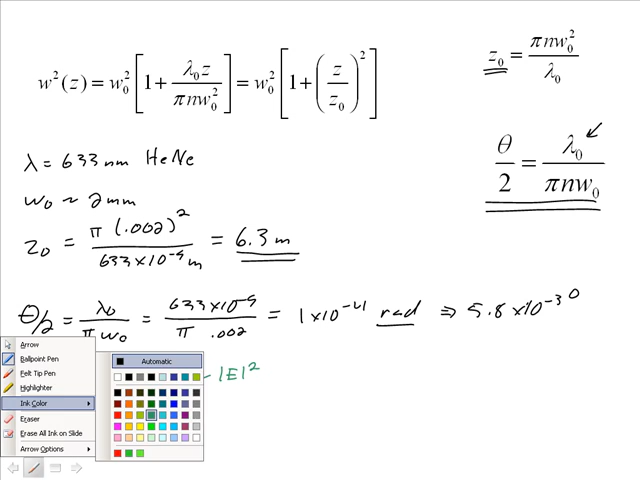 w²(z) = w₀² [1 + λ₀z / πnw₀²] = w₀² [1 + (z / z₀)²]
z₀ = πnw₀² / λ₀
λ = 633 nm HeNe
θ / 2 = λ₀ / πnw₀
w₀ ~ 2mm
z₀ = π (.002)² / 633×10⁻⁹ m = 6.3 m
θ/2 = λ₀ / π w₀ = 633×10⁻⁹ / π .002 = 1×10⁻⁴ rad ⇒ 5.8×10⁻³ °
Arrow
Ballpoint Pen
Felt Tip Pen
Highlighter
Ink Color
Eraser
Erase All Ink on Slide
Arrow Options
Automatic
- |E|²